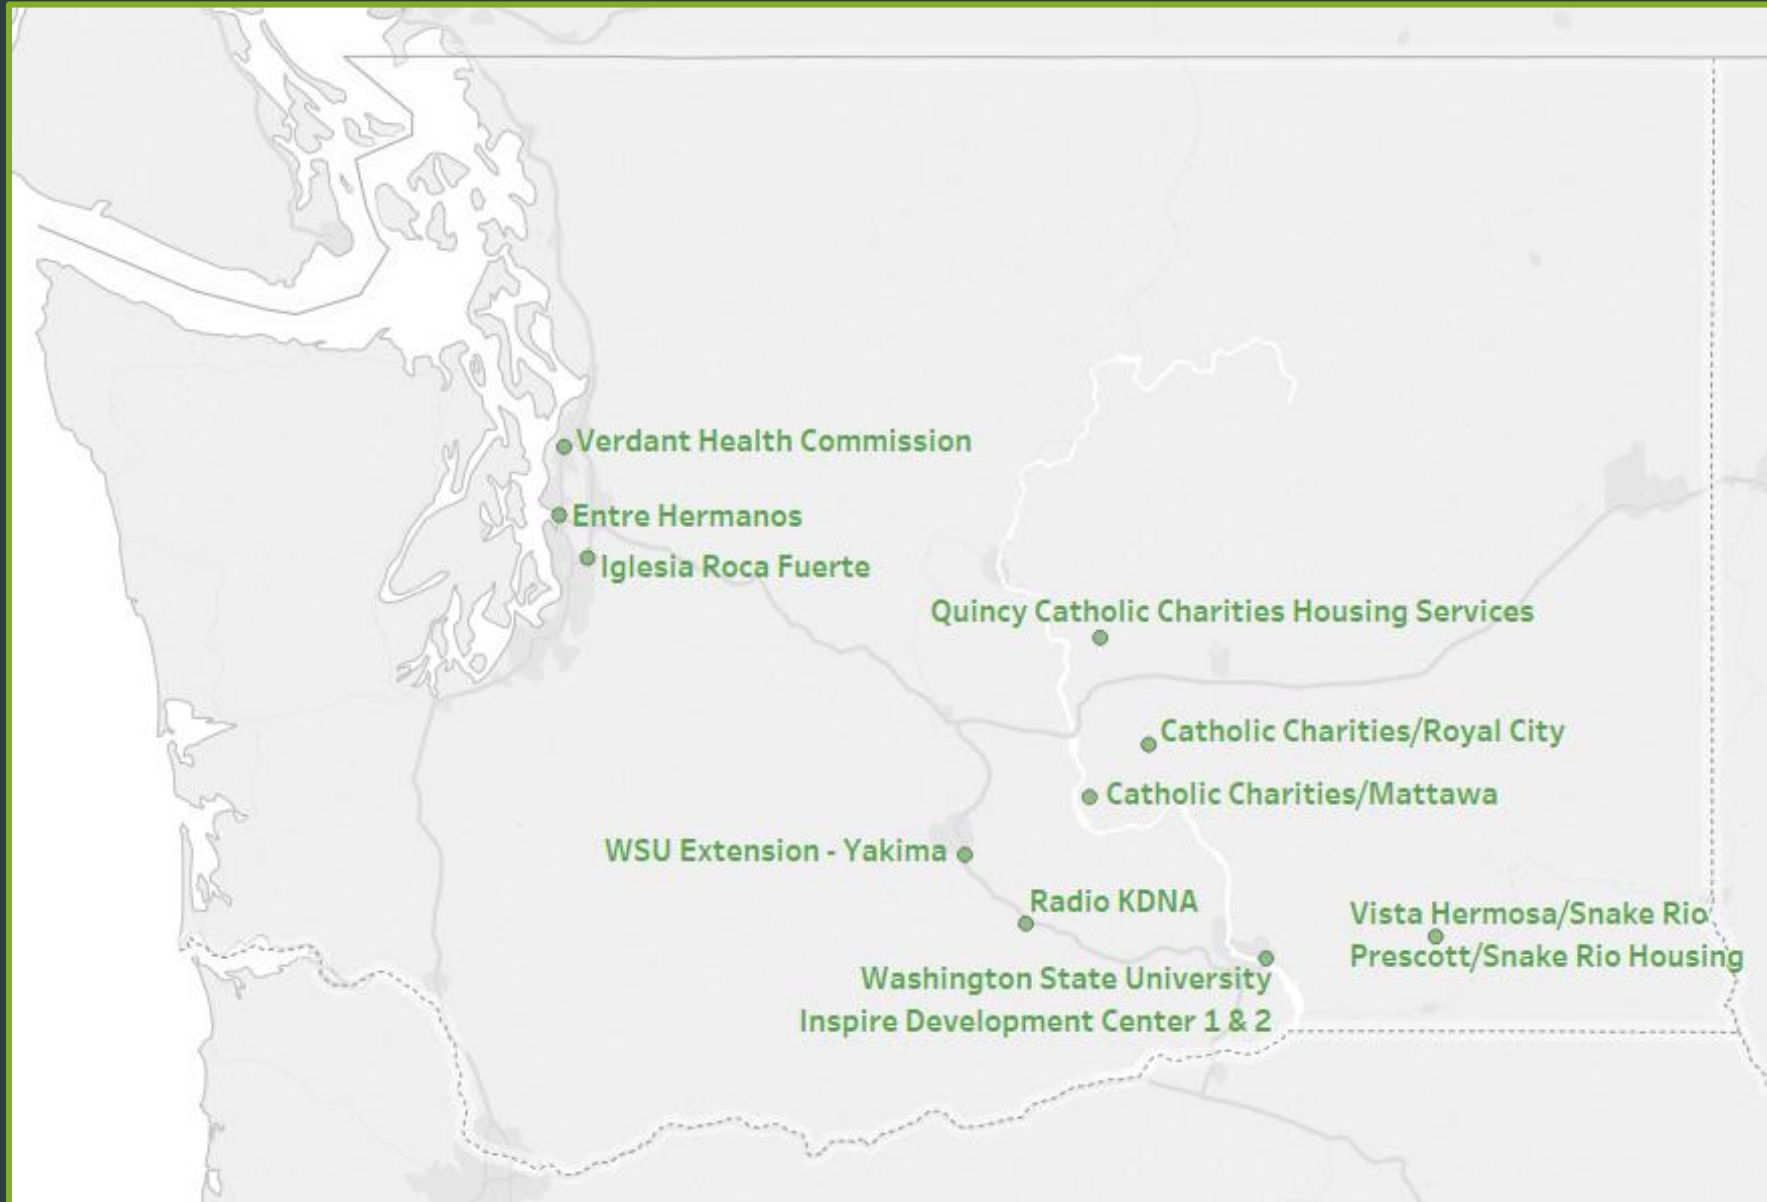 Verdant Health Commission
Entre Hermanos
Iglesia Roca Fuerte
Quincy Catholic Charities Housing Services
Catholic Charities/Royal City
Catholic Charities/Mattawa
WSU Extension - Yakima
Radio KDNA
Vista Hermosa/Snake Rio
Prescott/Snake Rio Housing
Washington State University
Inspire Development Center 1 & 2